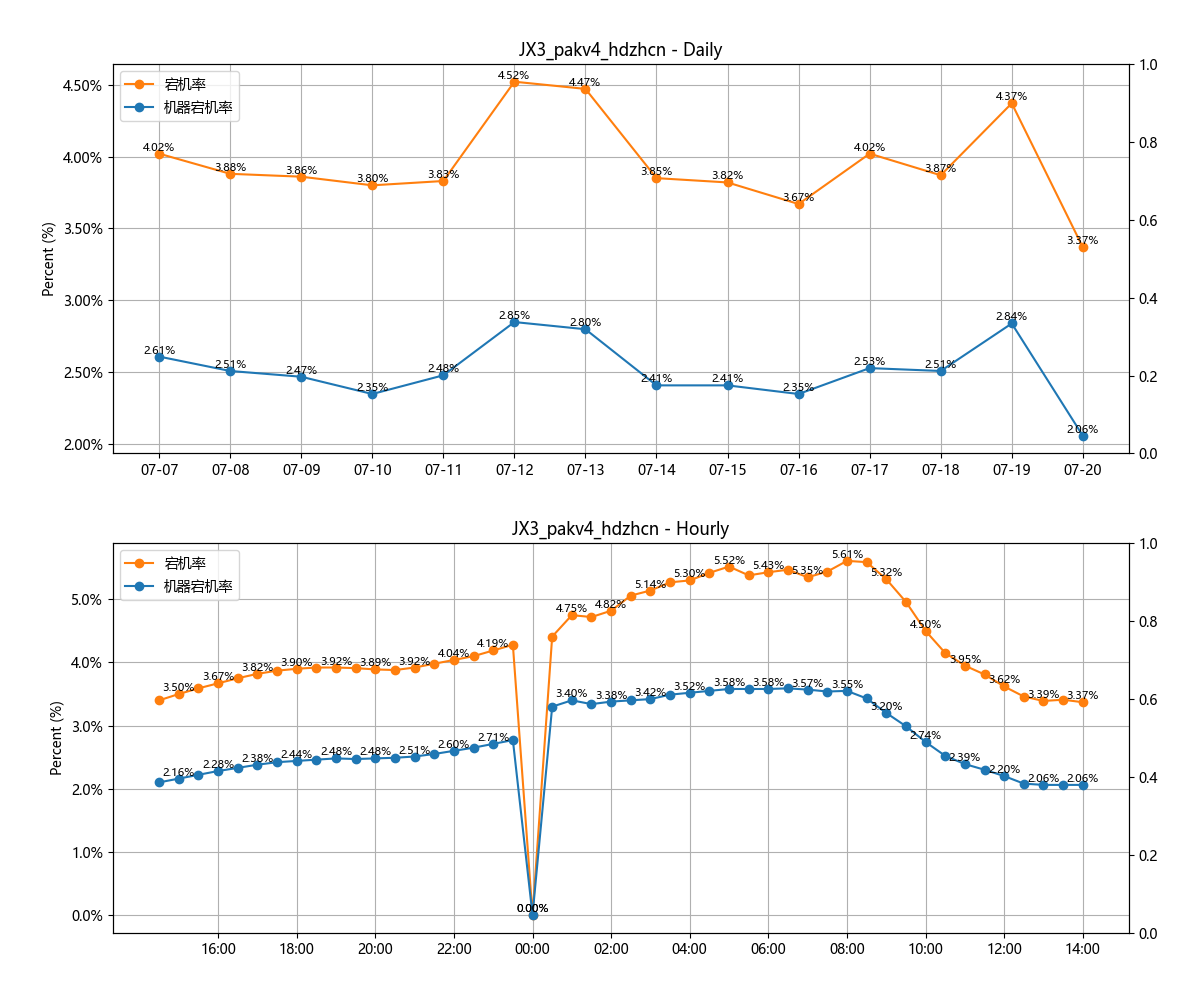 JX3_pakv4_hdzhcn - Daily
宕机率
机器宕机率
Percent (%)
4.50%
4.00%
3.50%
3.00%
2.50%
2.00%
1.0
0.8
0.6
0.4
0.2
0.0
4.02% 3.88% 3.86% 3.80% 3.83% 4.52% 4.47% 3.85% 3.82% 3.67% 4.02% 3.87% 4.37% 3.37%
2.61% 2.51% 2.47% 2.35% 2.48% 2.85% 2.80% 2.41% 2.41% 2.35% 2.53% 2.51% 2.84% 2.06%
07-07 07-08 07-09 07-10 07-11 07-12 07-13 07-14 07-15 07-16 07-17 07-18 07-19 07-20
JX3_pakv4_hdzhcn - Hourly
宕机率
机器宕机率
Percent (%)
5.0%
4.0%
3.0%
2.0%
1.0%
0.0%
1.0
0.8
0.6
0.4
0.2
0.0
3.50% 3.67% 3.82% 3.90% 3.92% 3.89% 3.92% 4.04% 4.19% 0.00% 4.75% 4.82% 5.14% 5.30% 5.52% 5.43% 5.35% 5.61% 5.32% 4.50% 3.95% 3.62% 3.39% 3.37%
2.16% 2.28% 2.38% 2.44% 2.48% 2.48% 2.51% 2.60% 2.71% 0.00% 3.40% 3.38% 3.42% 3.52% 3.58% 3.58% 3.57% 3.55% 3.20% 2.74% 2.39% 2.20% 2.06% 2.06%
16:00 18:00 20:00 22:00 00:00 02:00 04:00 06:00 08:00 10:00 12:00 14:00